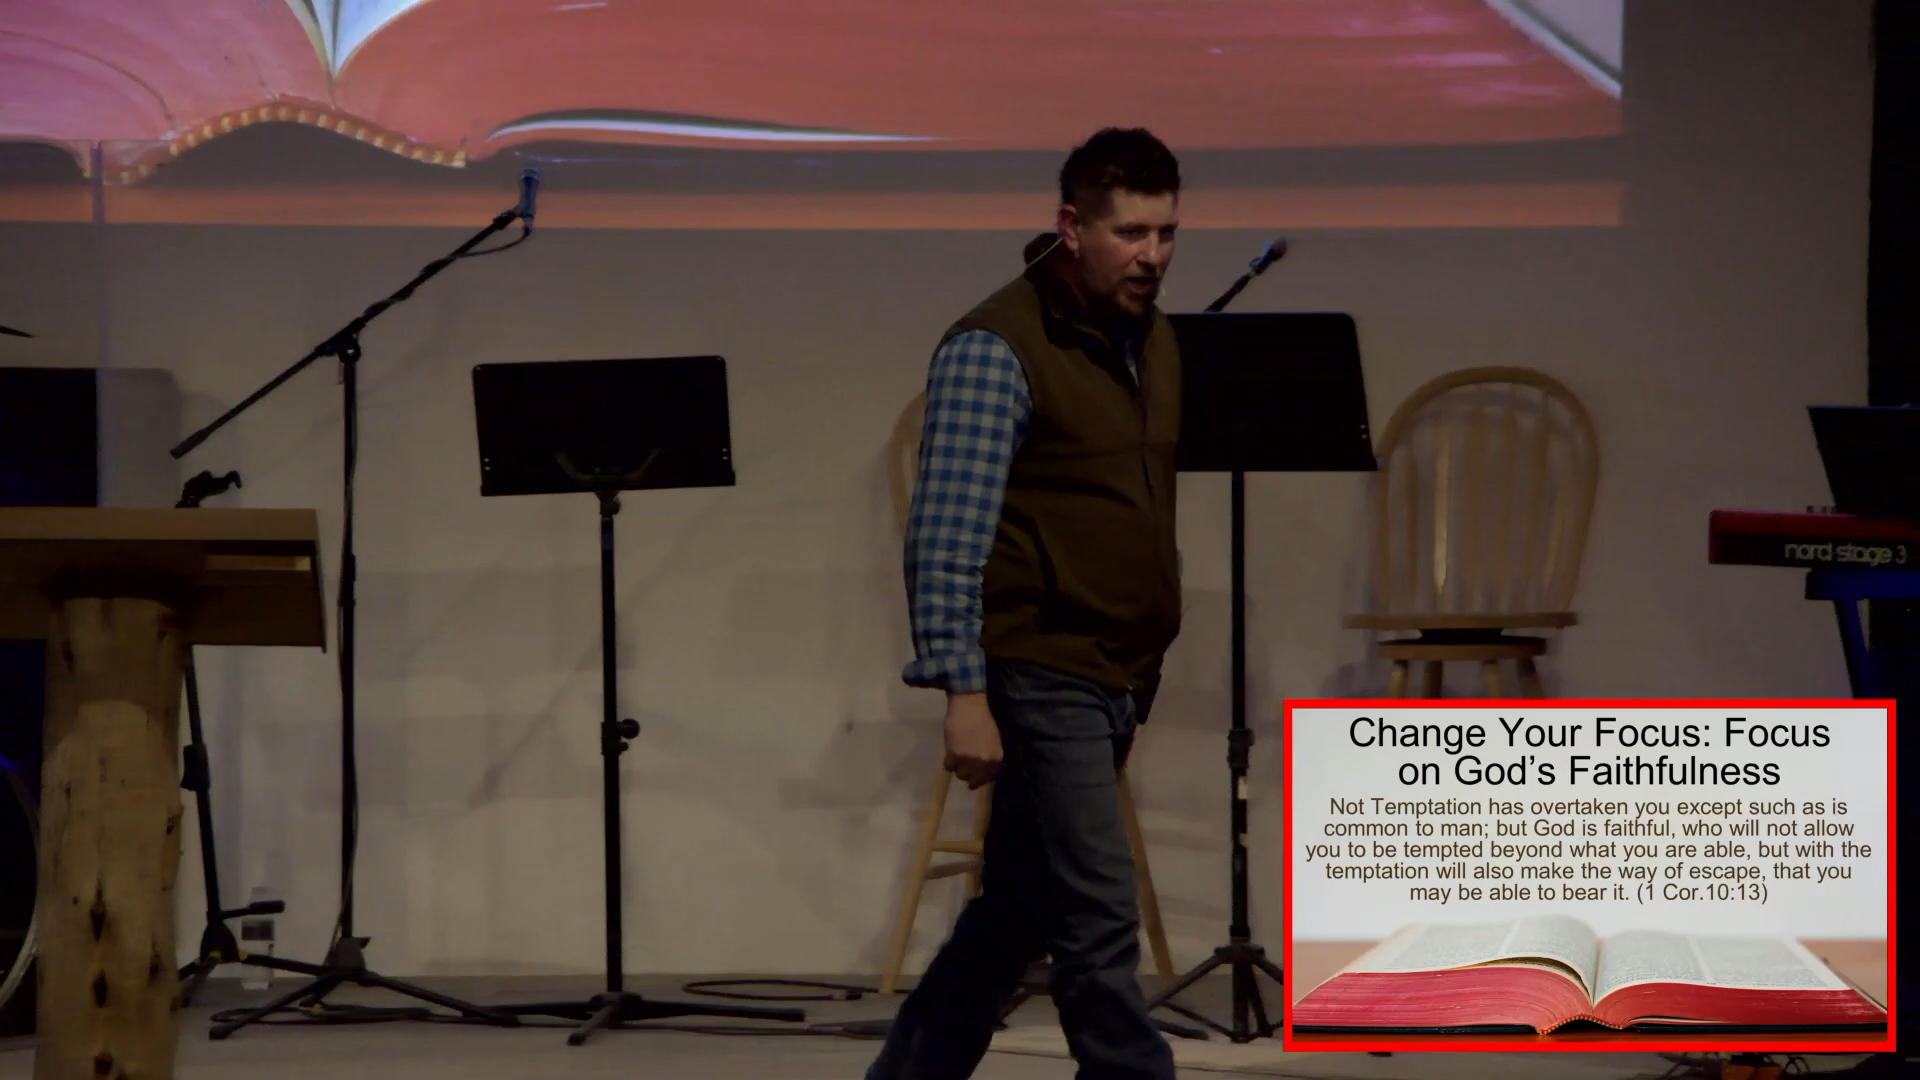 nord stage 3
Change Your Focus: Focus
on God's Faithfulness
Not Temptation has overtaken you except such as is
common to man; but God is faithful, who will not allow
you to be tempted beyond what you are able, but with the
temptation will also make the way of escape, that you
may be able to bear it. (1 Cor.10:13)